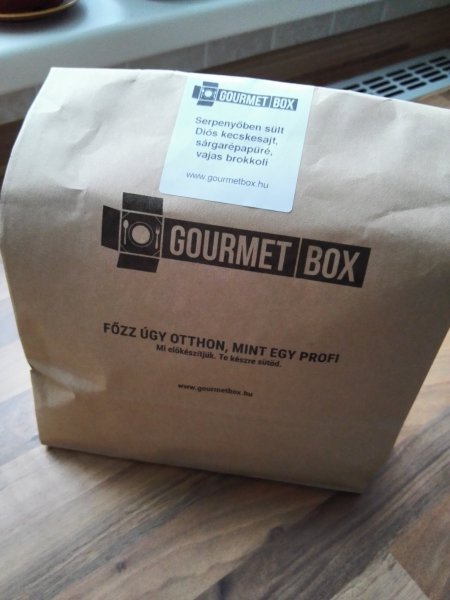 GOURMET BOX
Serpenyőben sült
Diós kecskesajt,
sárgarépapüré,
vajas brokkoli
www.gourmetbox.hu
GOURMET BOX
FŐZZ ÚGY OTTHON, MINT EGY PROFI
Mi előkészítjük. Te készre sütöd.
www.gourmetbox.hu